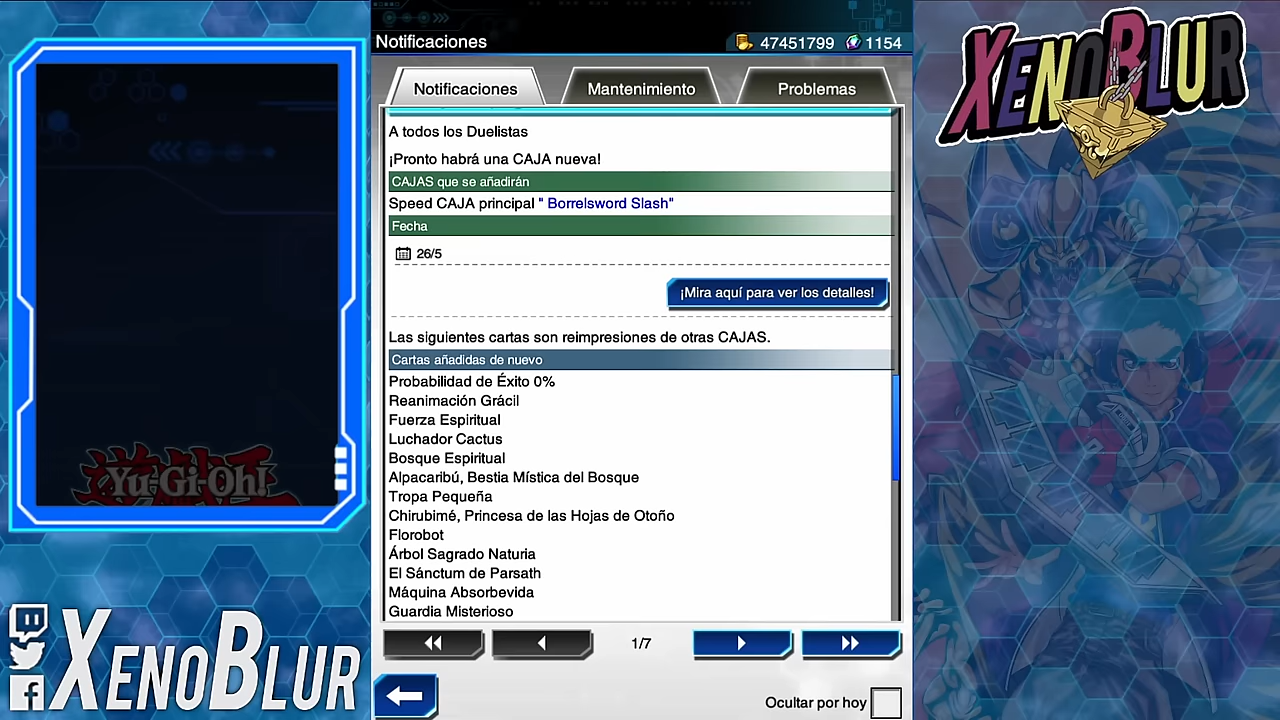 Notificaciones
47451799
1154
Notificaciones
Mantenimiento
Problemas
A todos los Duelistas
¡Pronto habrá una CAJA nueva!
CAJAS que se añadirán
Speed CAJA principal " Borrelsword Slash"
Fecha
26/5
¡Mira aquí para ver los detalles!
Las siguientes cartas son reimpresiones de otras CAJAS.
Cartas añadidas de nuevo
Probabilidad de Éxito 0%
Reanimación Grácil
Fuerza Espiritual
Luchador Cactus
Bosque Espiritual
Alpacaribú, Bestia Mística del Bosque
Tropa Pequeña
Chirubimé, Princesa de las Hojas de Otoño
Florobot
Árbol Sagrado Naturia
El Sánctum de Parsath
Máquina Absorbevida
Guardia Misterioso
1/7
Ocultar por hoy
Yu-Gi-Oh!
XENOBLUR
XENOBLUR